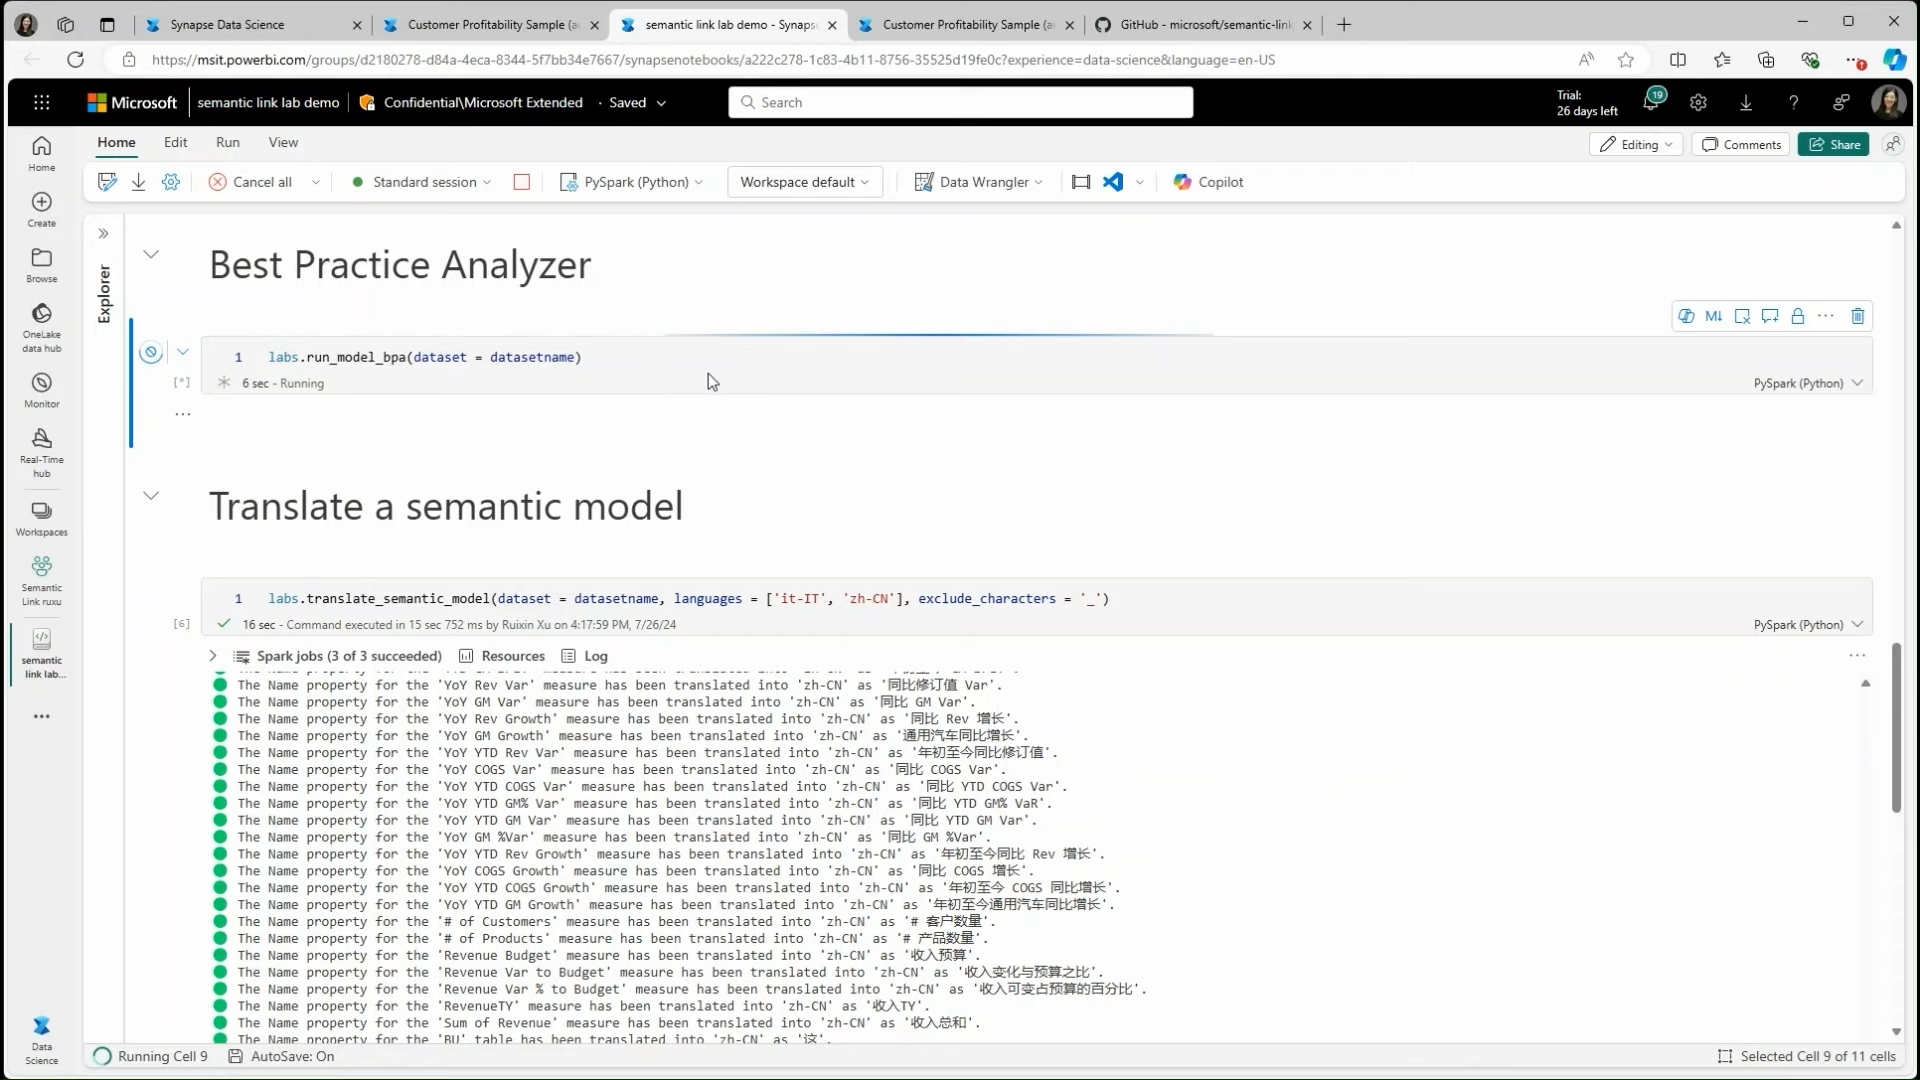 Synapse Data Science
Customer Profitability Sample (a
semantic link lab demo - Synaps
Customer Profitability Sample (a
GitHub - microsoft/semantic-link
https://msit.powerbi.com/groups/d2180278-d84a-4eca-8344-5f7bb34e7667/synapsenotebooks/a222c278-1c83-4b11-8756-35525d19fe0c?experience=data-science&language=en-US
Microsoft
semantic link lab demo
Confidential\Microsoft Extended
· Saved
Search
Trial:
26 days left
19
Home
Edit
Run
View
Editing
Comments
Share
Cancel all
Standard session
PySpark (Python)
Workspace default
Data Wrangler
Copilot
Home
Create
Browse
OneLake
data hub
Monitor
Real-Time
hub
Workspaces
Semantic
Link ruxu
semantic
link lab...
Data
Science
Explorer
Best Practice Analyzer
M↓
1 labs.run_model_bpa(dataset = datasetname)
[*] 6 sec - Running
PySpark (Python)
Translate a semantic model
1 labs.translate_semantic_model(dataset = datasetname, languages = ['it-IT', 'zh-CN'], exclude_characters = '_')
[6] 16 sec - Command executed in 15 sec 752 ms by Ruixin Xu on 4:17:59 PM, 7/26/24
PySpark (Python)
Spark jobs (3 of 3 succeeded)
Resources
Log
The Name property for the 'YoY Rev Var' measure has been translated into 'zh-CN' as '同比修订值 Var'.
The Name property for the 'YoY GM Var' measure has been translated into 'zh-CN' as '同比 GM Var'.
The Name property for the 'YoY Rev Growth' measure has been translated into 'zh-CN' as '同比 Rev 增长'.
The Name property for the 'YoY GM Growth' measure has been translated into 'zh-CN' as '通用汽车同比增长'.
The Name property for the 'YoY YTD Rev Var' measure has been translated into 'zh-CN' as '年初至今同比修订值'.
The Name property for the 'YoY COGS Var' measure has been translated into 'zh-CN' as '同比 COGS Var'.
The Name property for the 'YoY YTD COGS Var' measure has been translated into 'zh-CN' as '同比 YTD COGS Var'.
The Name property for the 'YoY YTD GM% Var' measure has been translated into 'zh-CN' as '同比 YTD GM% VaR'.
The Name property for the 'YoY YTD GM Var' measure has been translated into 'zh-CN' as '同比 YTD GM Var'.
The Name property for the 'YoY GM %Var' measure has been translated into 'zh-CN' as '同比 GM %Var'.
The Name property for the 'YoY YTD Rev Growth' measure has been translated into 'zh-CN' as '年初至今同比 Rev 增长'.
The Name property for the 'YoY COGS Growth' measure has been translated into 'zh-CN' as '同比 COGS 增长'.
The Name property for the 'YoY YTD COGS Growth' measure has been translated into 'zh-CN' as '年初至今 COGS 同比增长'.
The Name property for the 'YoY YTD GM Growth' measure has been translated into 'zh-CN' as '年初至今通用汽车同比增长'.
The Name property for the '# of Customers' measure has been translated into 'zh-CN' as '# 客户数量'.
The Name property for the '# of Products' measure has been translated into 'zh-CN' as '# 产品数量'.
The Name property for the 'Revenue Budget' measure has been translated into 'zh-CN' as '收入预算'.
The Name property for the 'Revenue Var to Budget' measure has been translated into 'zh-CN' as '收入变化与预算之比'.
The Name property for the 'Revenue Var % to Budget' measure has been translated into 'zh-CN' as '收入可变占预算的百分比'.
The Name property for the 'RevenueTY' measure has been translated into 'zh-CN' as '收入TY'.
The Name property for the 'Sum of Revenue' measure has been translated into 'zh-CN' as '收入总和'.
The Name property for the 'BU' table has been translated into 'zh-CN' as '这'.
Running Cell 9
AutoSave: On
Selected Cell 9 of 11 cells